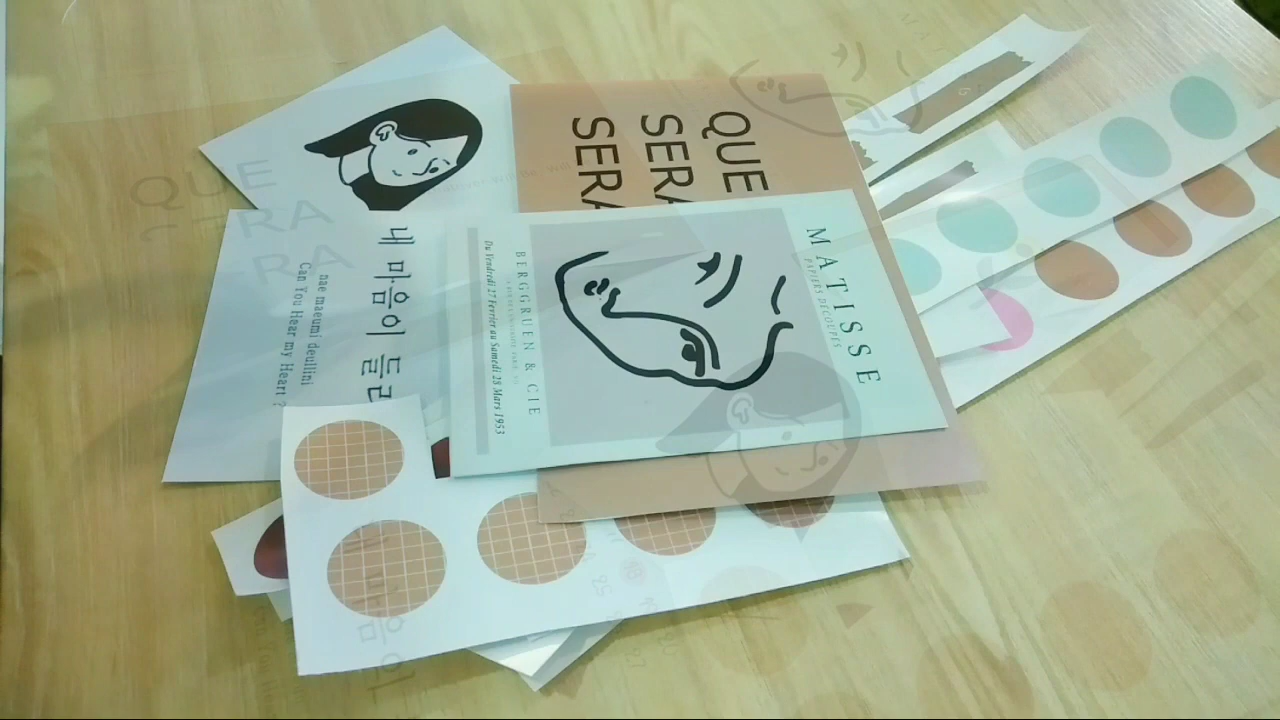 QUE
SERA
SERA
MATISSE
PAPIERS DÉCOUPÉS
BERGGRUEN & CIE
Du Vendredi 27 Février au Samedi 28 Mars 1953
내 마음이 들리
nae maeumi deullini
Can You Hear my Heart ?